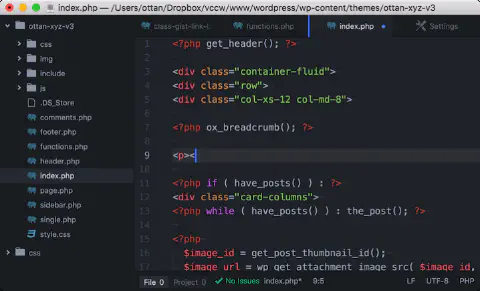 index.php — /Users/ottan/Dropbox/vccw/www/wordpress/wp-content/themes/ottan-xyz-v3
ottan-xyz-v3
class-gist-link-t
functions.php
index.php
Settings
css
img
include
js
.DS_Store
comments.php
footer.php
functions.php
header.php
index.php
page.php
sidebar.php
single.php
style.css
css
1 <?php get_header(); ?>
2
3 <div class="container-fluid">
4 <div class="row">
5 <div class="col-xs-12 col-md-8">
6
7 <?php ox_breadcrumb(); ?>
8
9 <p><
10
11 <?php if ( have_posts() ) : ?>
12 <div class="card-columns">
13 <?php while ( have_posts() ) : the_post(); ?>
14
15 <?php
16 $image_id = get_post_thumbnail_id();
17 $image_url = wp_get_attachment_image_src( $image_id,
File 0 Project 0 No Issues index.php* 9:5 LF UTF-8 PHP